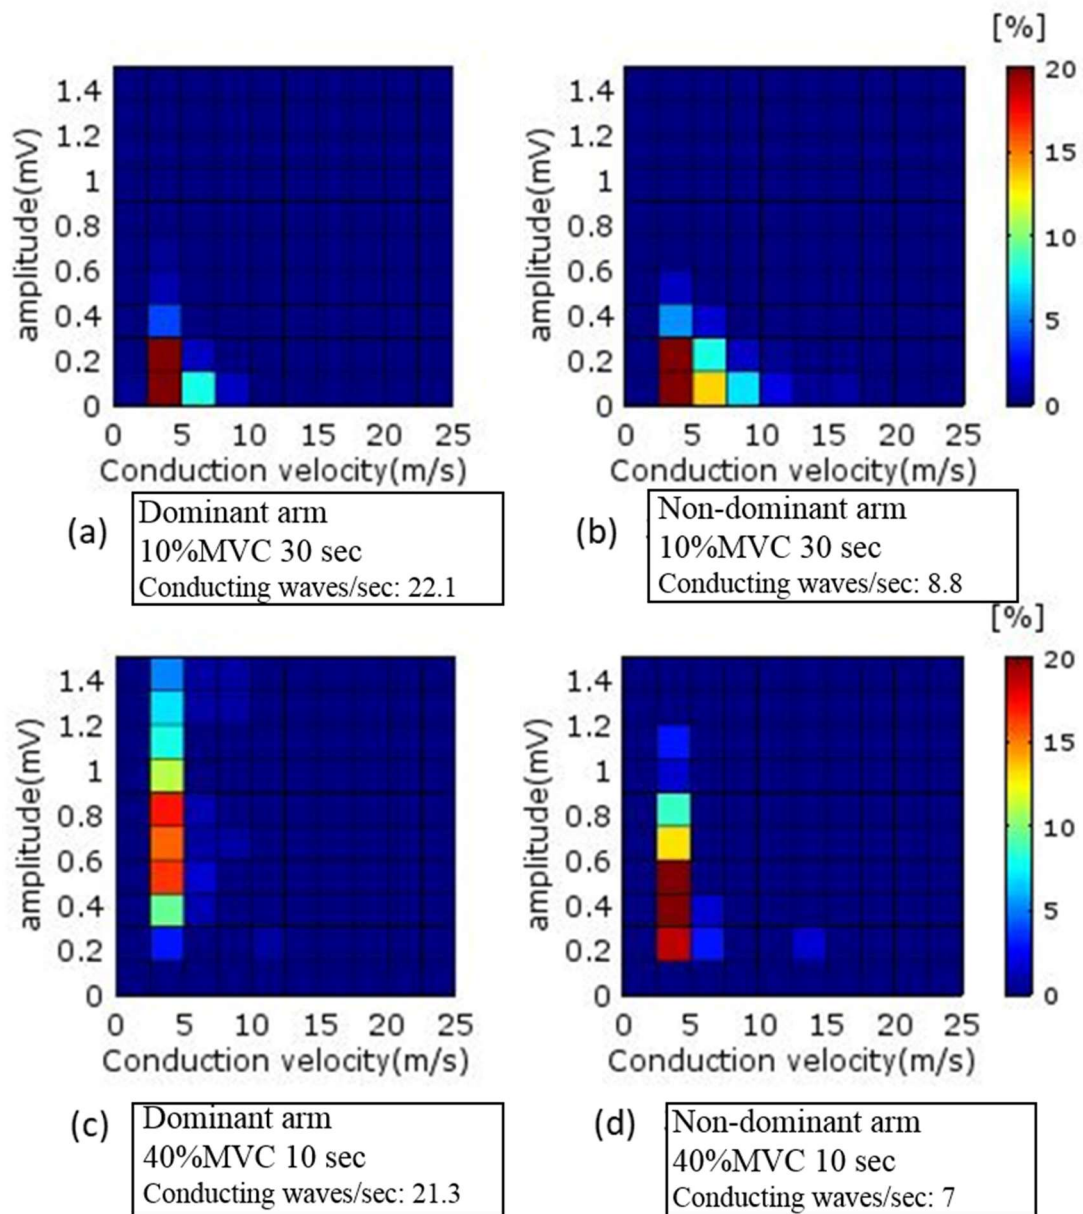 [%]
1.4
1.2
1
0.8
0.6
0.4
0.2
0
amplitude(mV)
0 5 10 15 20 25
Conduction velocity(m/s)
1.4
1.2
1
0.8
0.6
0.4
0.2
0
amplitude(mV)
0 5 10 15 20 25
Conduction velocity(m/s)
20
15
10
5
0
(a)
Dominant arm
10%MVC 30 sec
Conducting waves/sec: 22.1
(b)
Non-dominant arm
10%MVC 30 sec
Conducting waves/sec: 8.8
[%]
1.4
1.2
1
0.8
0.6
0.4
0.2
0
amplitude(mV)
0 5 10 15 20 25
Conduction velocity(m/s)
1.4
1.2
1
0.8
0.6
0.4
0.2
0
amplitude(mV)
0 5 10 15 20 25
Conduction velocity(m/s)
20
15
10
5
0
(c)
Dominant arm
40%MVC 10 sec
Conducting waves/sec: 21.3
(d)
Non-dominant arm
40%MVC 10 sec
Conducting waves/sec: 7